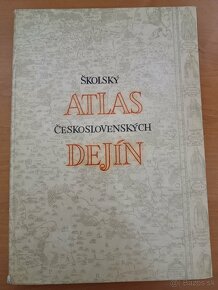 ŠKOLSKÝ
ATLAS
ČESKOSLOVENSKÝCH
DEJÍN